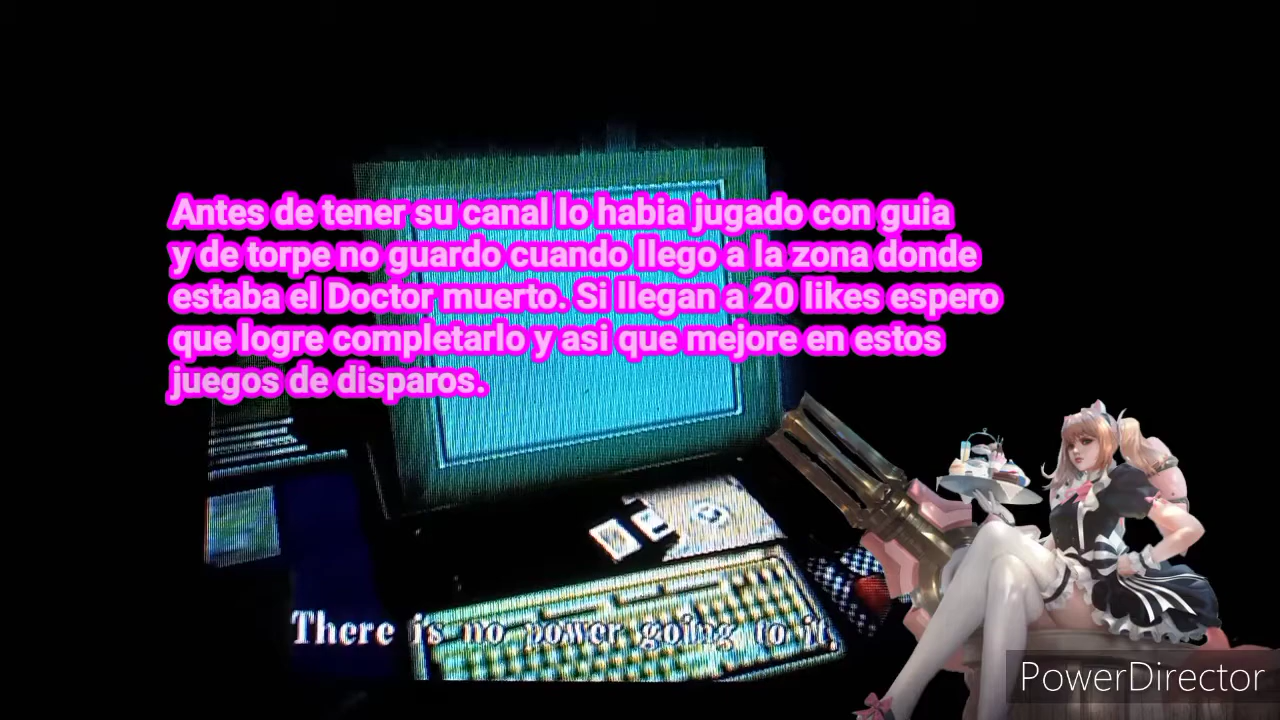 Antes de tener su canal lo habia jugado con guia
y de torpe no guardo cuando llego a la zona donde
estaba el Doctor muerto. Si llegan a 20 likes espero
que logre completarlo y asi que mejore en estos
juegos de disparos.
There is no power going to it.
PowerDirector